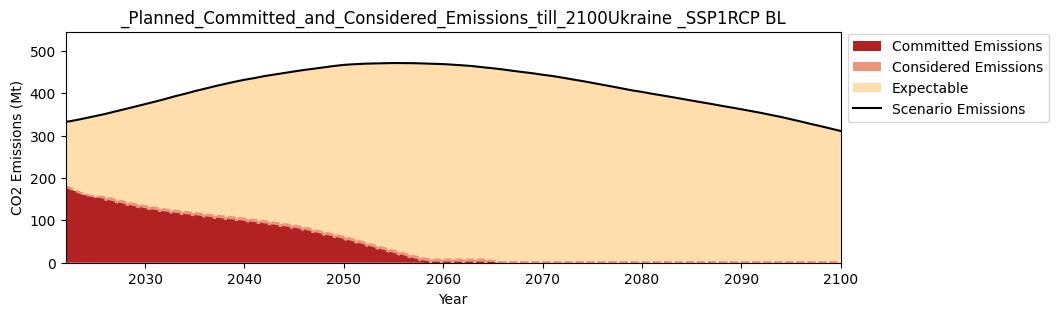 _Planned_Committed_and_Considered_Emissions_till_2100Ukraine _SSP1RCP BL
CO2 Emissions (Mt)
500
400
300
200
100
0
2030 2040 2050 2060 2070 2080 2090 2100
Year
Committed Emissions
Considered Emissions
Expectable
Scenario Emissions